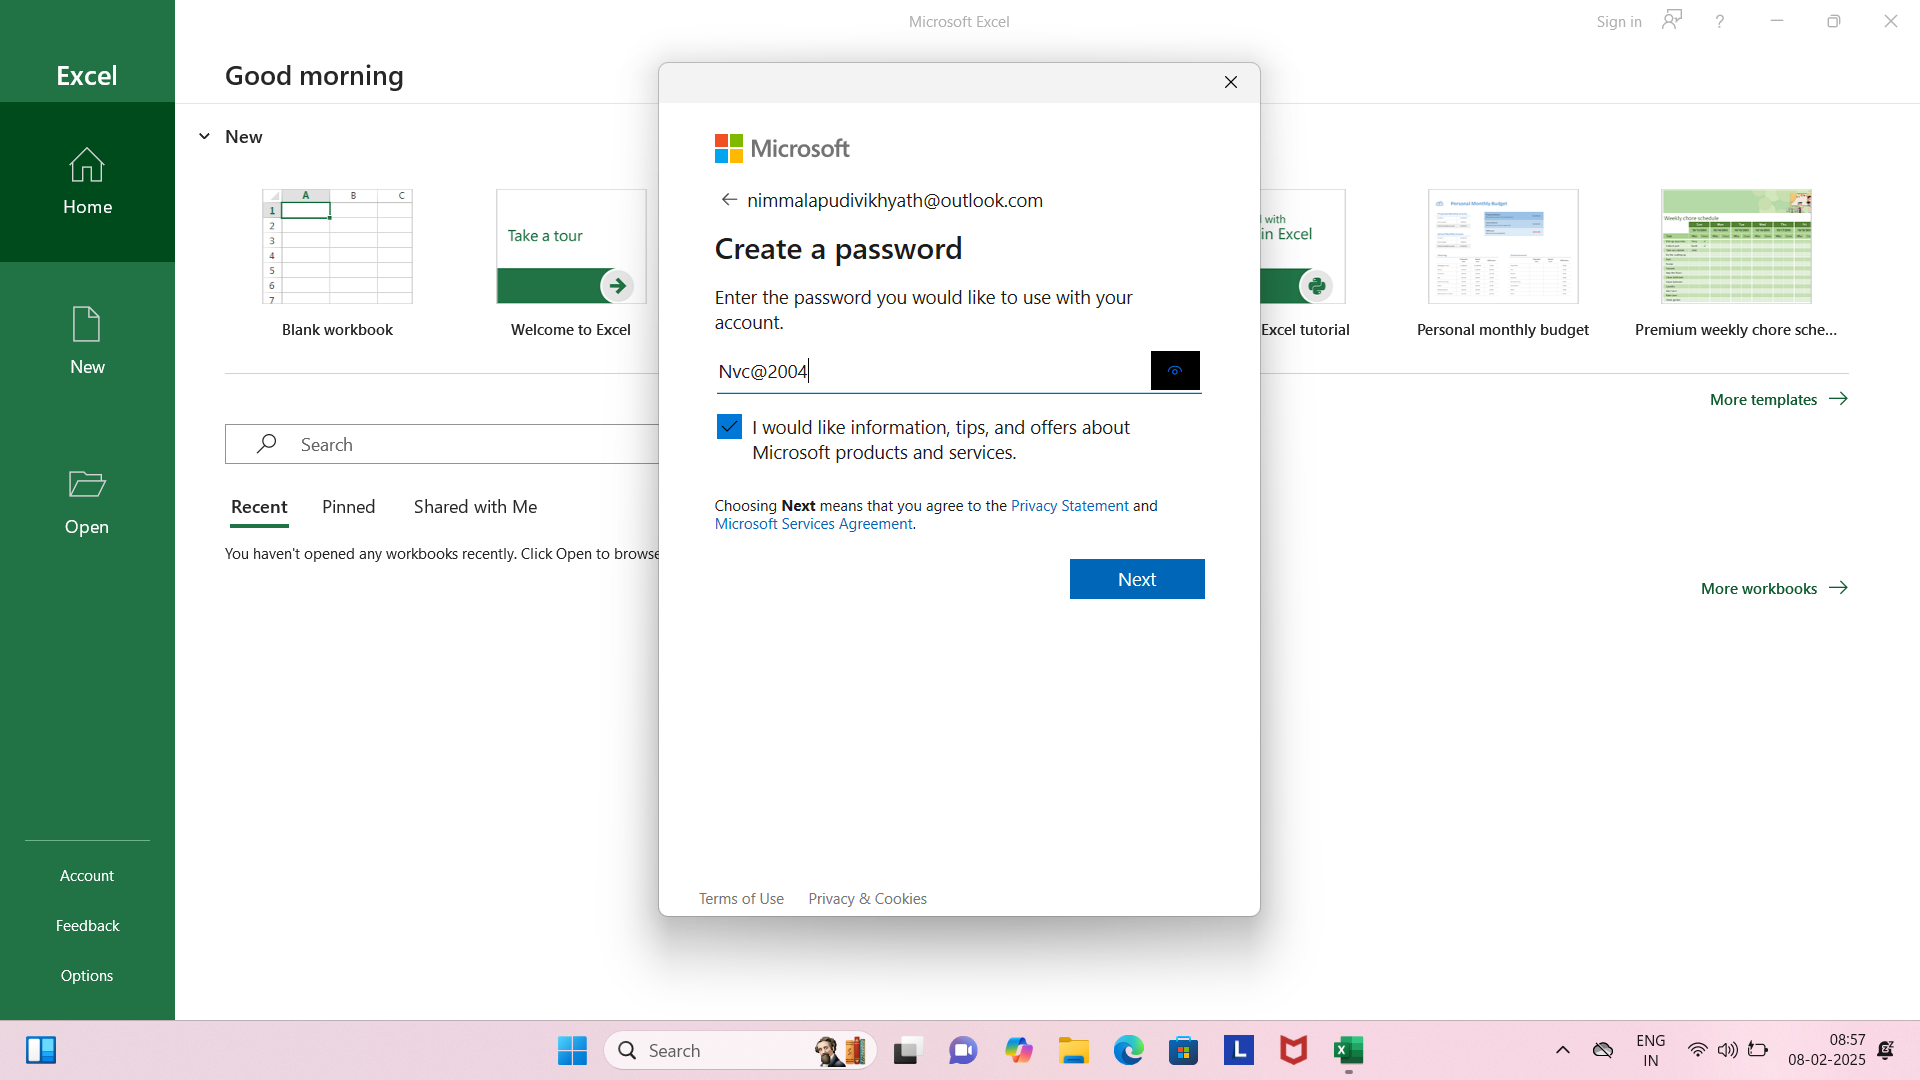 Microsoft Excel
Sign in
?
Excel
Good morning
Home
New
Open
Account
Feedback
Options
New
A B C
1
2
3
4
5
6
7
Blank workbook
Take a tour
Welcome to Excel
with
in Excel
Excel tutorial
Personal Monthly Budget
Personal monthly budget
Weekly chore schedule
Premium weekly chore sche...
More templates
Search
Recent Pinned Shared with Me
You haven't opened any workbooks recently. Click Open to browse
More workbooks
Microsoft
nimmalapudivikhyath@outlook.com
Create a password
Enter the password you would like to use with your
account.
Nvc@2004
I would like information, tips, and offers about
Microsoft products and services.
Choosing Next means that you agree to the Privacy Statement and
Microsoft Services Agreement.
Next
Terms of Use Privacy & Cookies
Search
L
ENG
IN
08:57
08-02-2025